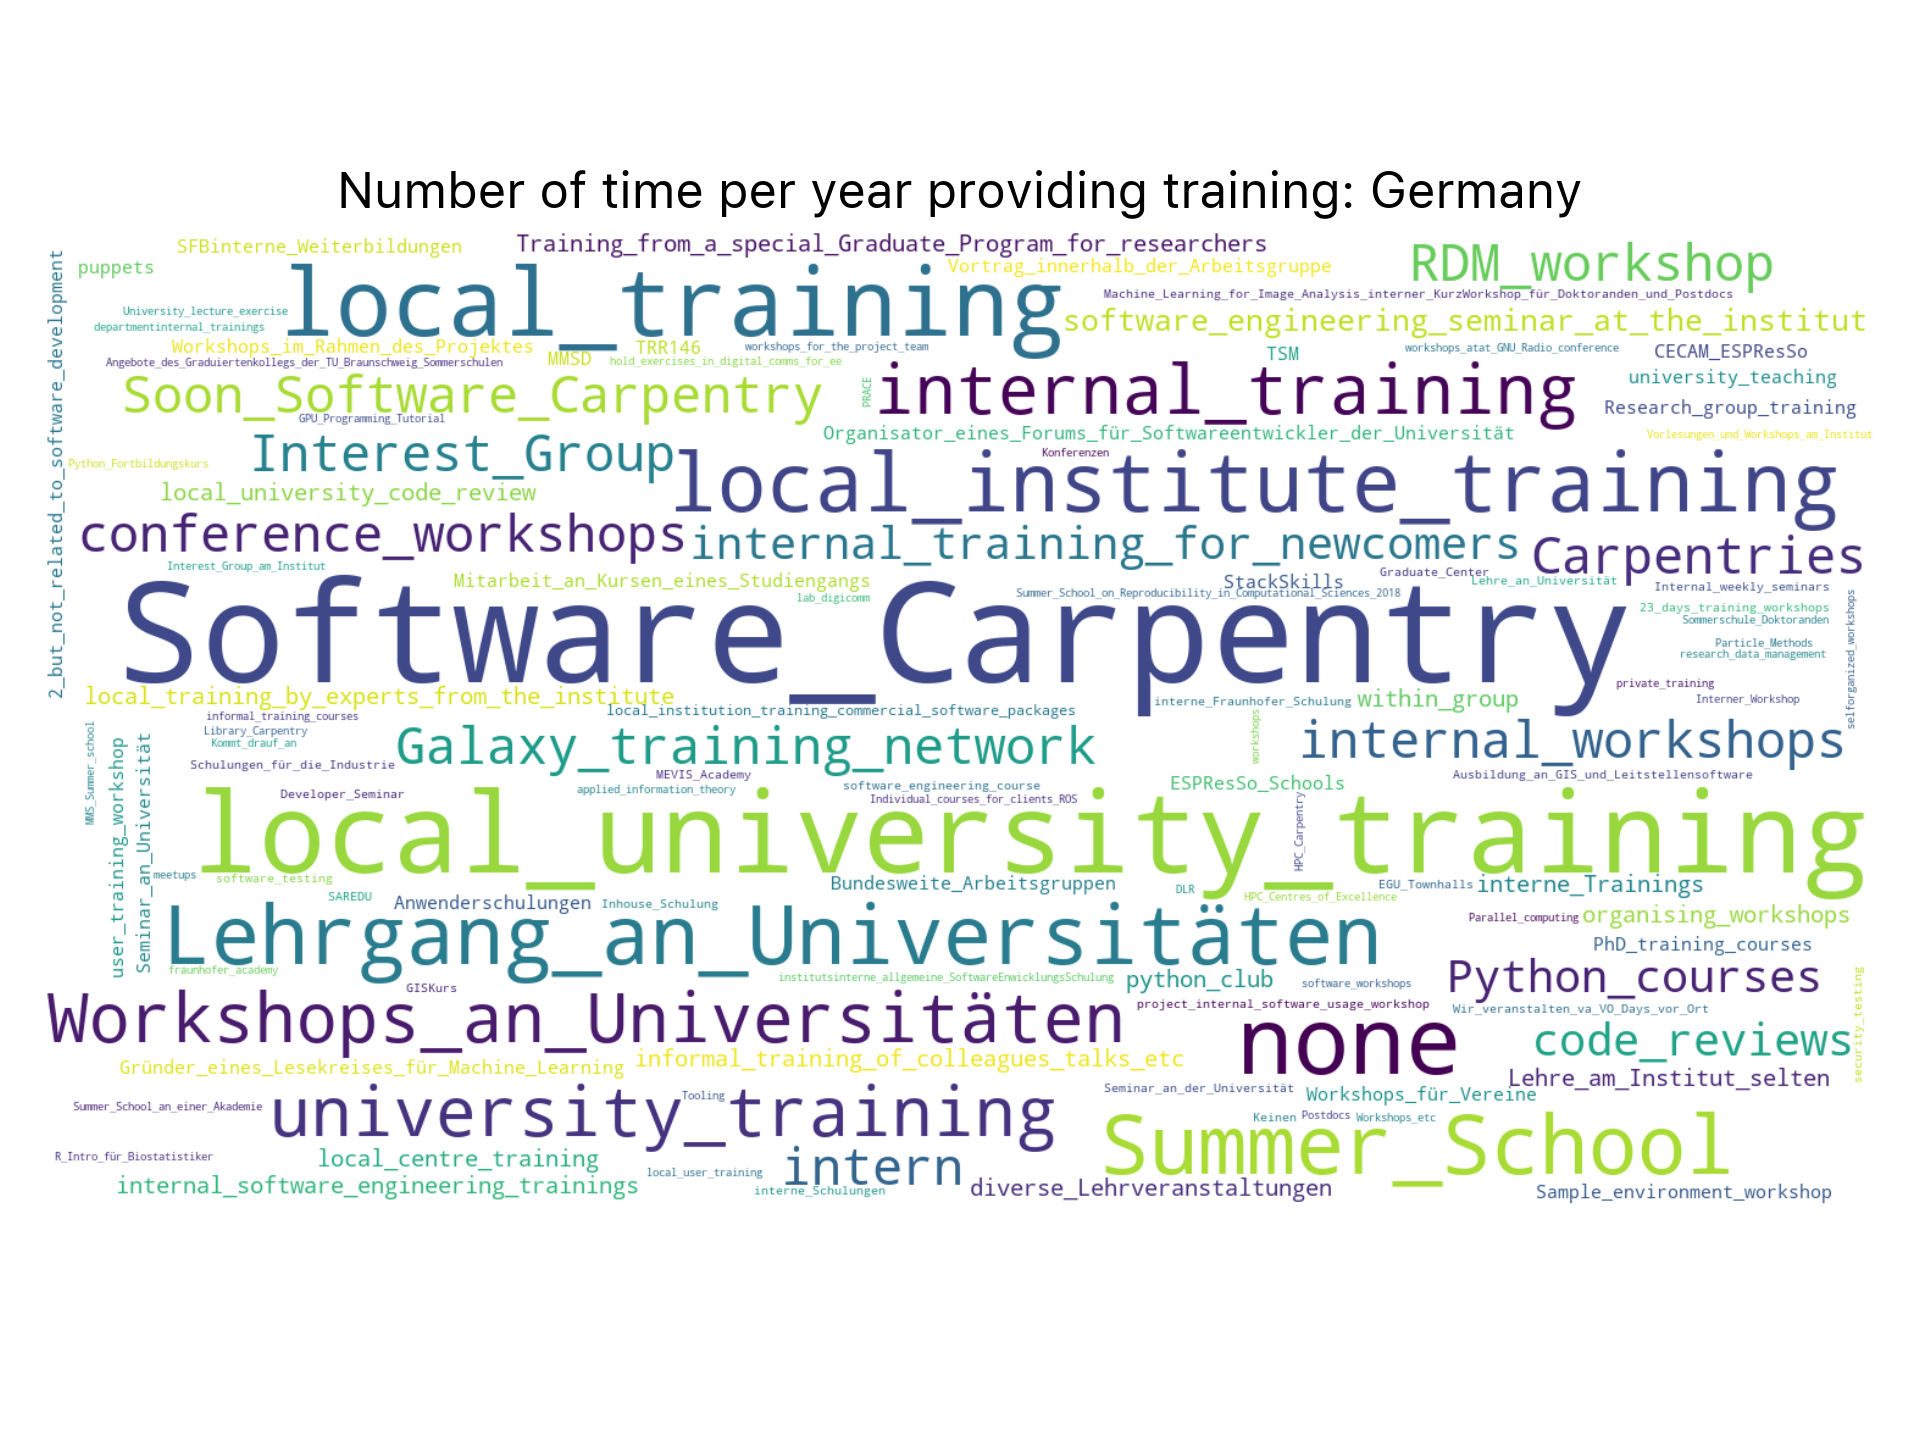 Number of time per year providing training: Germany
SFBinterne_Weiterbildungen
Training_from_a_special_Graduate_Program_for_researchers
RDM_workshop
puppets
local_training
Vortrag_innerhalb_der_Arbeitsgruppe
2_but_not_related_to_software_development
Machine_Learning_for_Image_Analysis_interner_KurzWorkshop_für_Doktoranden_und_Postdocs
University_lecture_exercise
departmentinternal_trainings
software_engineering_seminar_at_the_institut
Workshops_im_Rahmen_des_Projektes
TRR146
workshops_for_the_project_team
TSM
workshops_atat_GNU_Radio_conference
CECAM_ESPResSo
Angebote_des_Graduiertenkollegs_der_TU_Braunschweig_Sommerschulen
MMSD
hold_exercises_in_digital_comms_for_ee
Soon_Software_Carpentry
PRACE
internal_training
university_teaching
Research_group_training
GPU_Programming_Tutorial
Organisator_eines_Forums_für_Softwareentwickler_der_Universität
Vorlesungen_und_Workshops_am_Institut
Interest_Group
Konferenzen
Python_Fortbildungskurs
local_institute_training
local_university_code_review
conference_workshops
internal_training_for_newcomers
Carpentries
Interest_Group_am_Institut
Mitarbeit_an_Kursen_eines_Studiengangs
StackSkills
Graduate_Center
Lehre_an_Universität
Internal_weekly_seminars
lab_digicomm
Summer_School_on_Reproducibility_in_Computational_Sciences_2018
Software_Carpentry
23_days_training_workshops
Sommerschule_Doktoranden
selforganized_workshops
Particle_Methods
research_data_management
private_training
local_training_by_experts_from_the_institute
interne_Fraunhofer_Schulung
within_group
Interner_Workshop
local_institution_training_commercial_software_packages
informal_training_courses
Library_Carpentry
Kommt_drauf_an
workshops
Galaxy_training_network
internal_workshops
MMS_Summer_school
user_training_workshop
Seminar_an_Universität
Schulungen_für_die_Industrie
MEVIS_Academy
Ausbildung_an_GIS_und_Leitstellensoftware
Developer_Seminar
applied_information_theory
software_engineering_course
ESPResSo_Schools
Individual_courses_for_clients_ROS
HPC_Carpentry
local_university_training
meetups
software_testing
Bundesweite_Arbeitsgruppen
DLR
EGU_Townhalls
interne_Trainings
SAREDU
Anwenderschulungen
Inhouse_Schulung
HPC_Centres_of_Excellence
Lehrgang_an_Universitäten
Parallel_computing
organising_workshops
PhD_training_courses
fraunhofer_academy
institutsinterne_allgemeine_SoftwareEnwicklungsSchulung
python_club
software_workshops
Python_courses
GISKurs
Workshops_an_Universitäten
project_internal_software_usage_workshop
Wir_veranstalten_va_VO_Days_vor_Ort
security_testing
none
code_reviews
Gründer_eines_Lesekreises_für_Machine_Learning
informal_training_of_colleagues_talks_etc
Lehre_am_Institut_selten
Seminar_an_der_Universität
Workshops_für_Vereine
Summer_School_an_einer_Akademie
university_training
Tooling
Keinen
Postdocs
Workshops_etc
Summer_School
R_Intro_für_Biostatistiker
local_centre_training
local_user_training
intern
internal_software_engineering_trainings
interne_Schulungen
diverse_Lehrveranstaltungen
Sample_environment_workshop